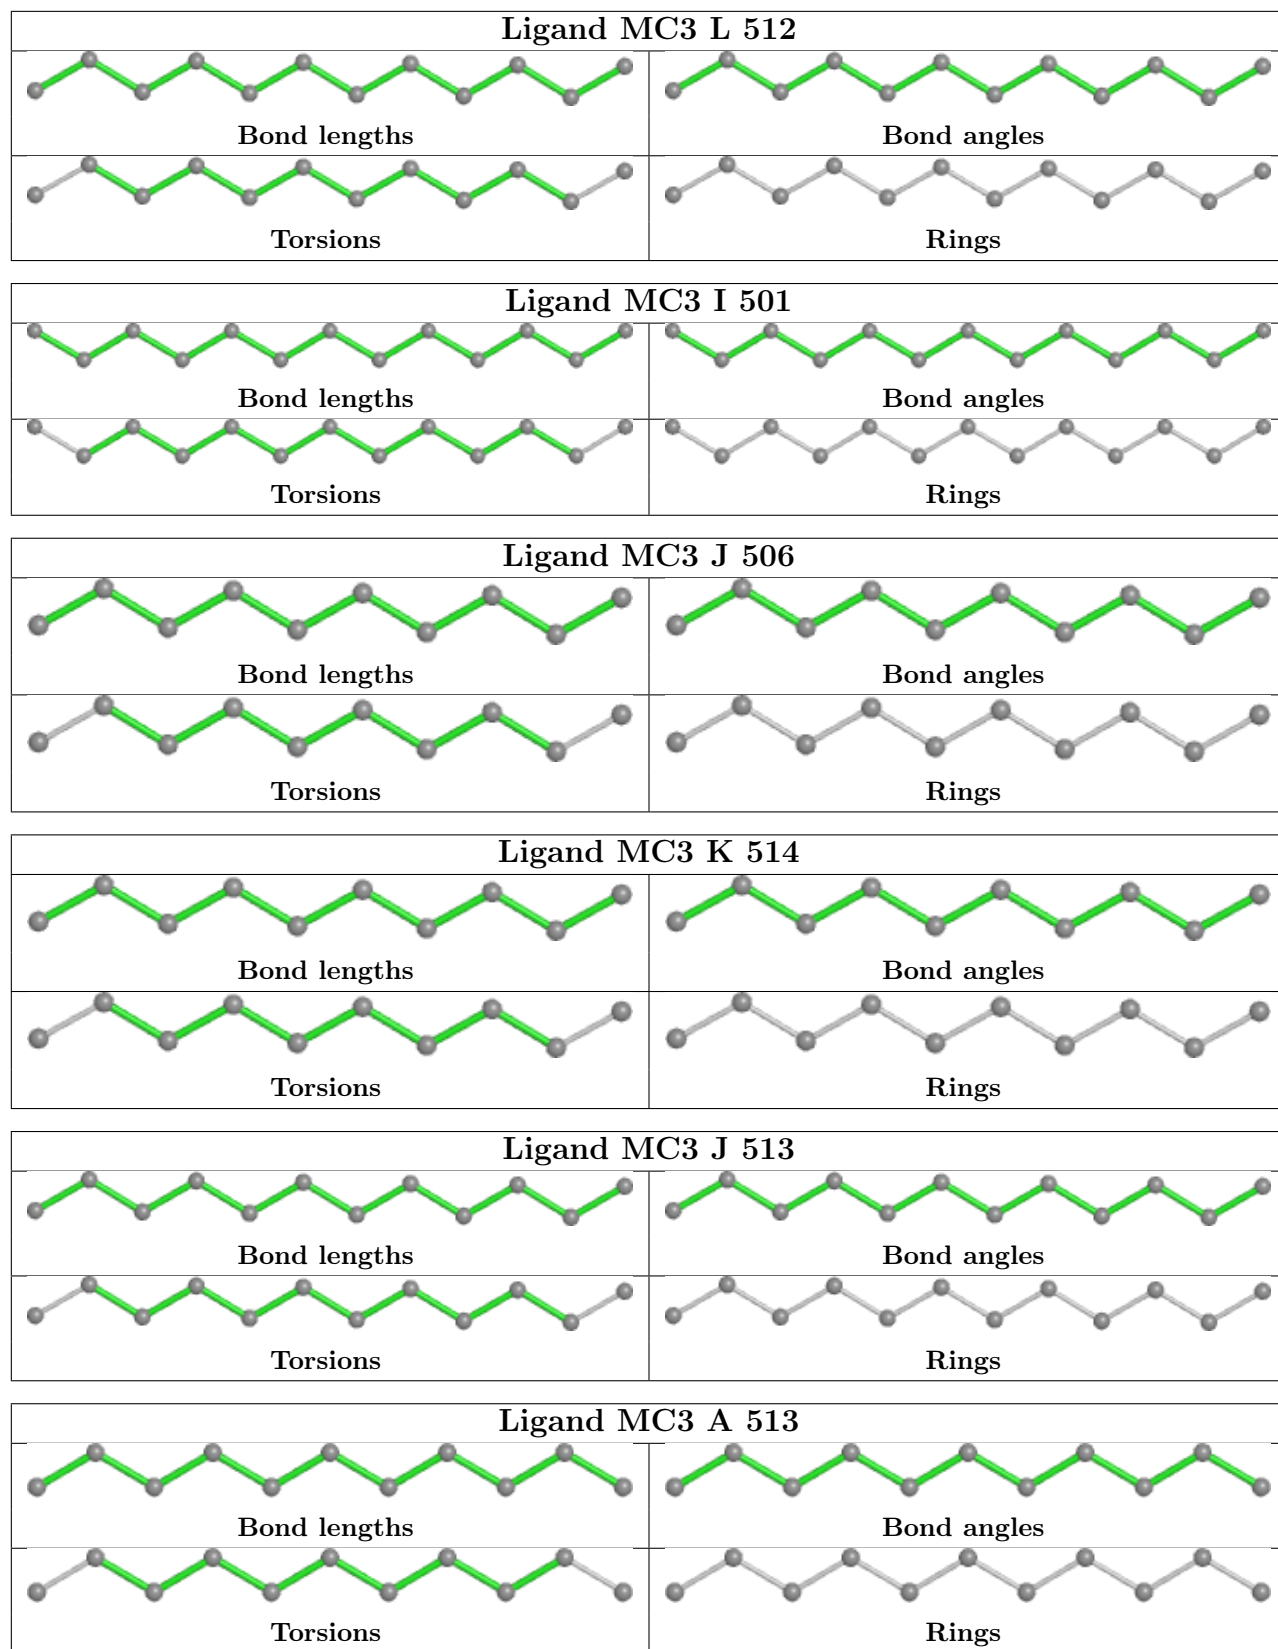 Ligand MC3 L 512
Bond lengths Bond angles
Torsions Rings
Ligand MC3 I 501
Bond lengths Bond angles
Torsions Rings
Ligand MC3 J 506
Bond lengths Bond angles
Torsions Rings
Ligand MC3 K 514
Bond lengths Bond angles
Torsions Rings
Ligand MC3 J 513
Bond lengths Bond angles
Torsions Rings
Ligand MC3 A 513
Bond lengths Bond angles
Torsions Rings